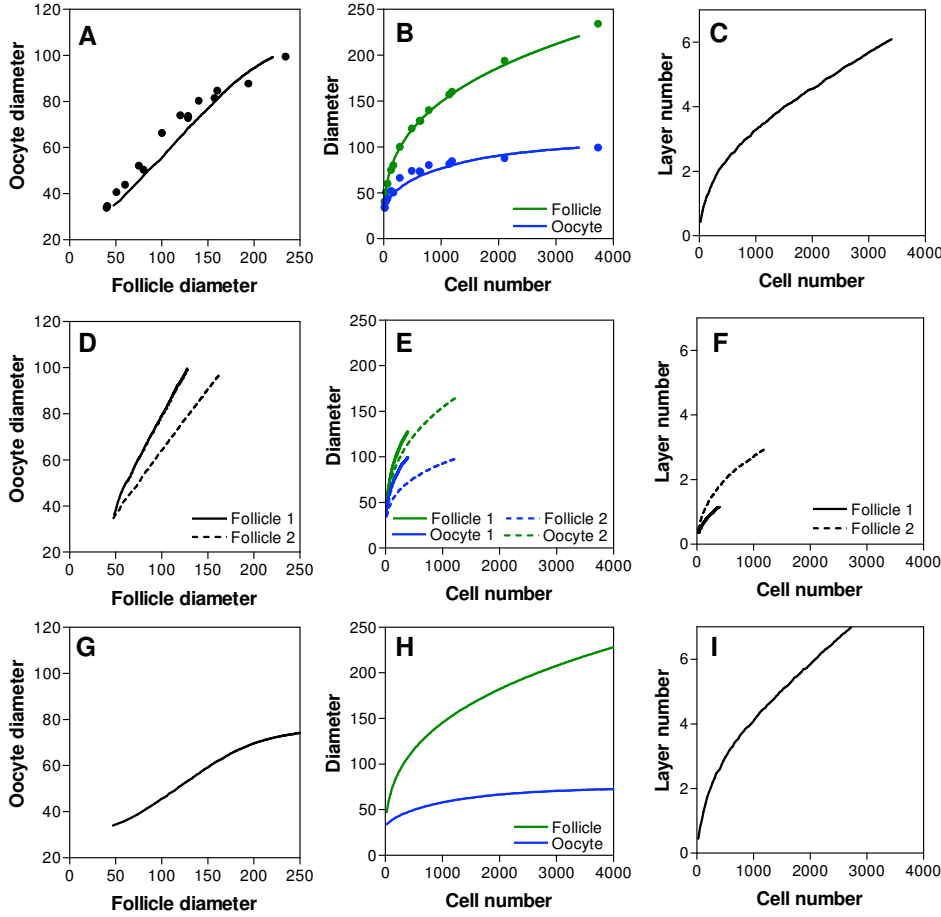 A
Oocyte diameter
120
100
80
60
40
20
0 50 100 150 200 250
Follicle diameter
B
Diameter
250
200
150
100
50
0
Follicle
Oocyte
0 1000 2000 3000 4000
Cell number
C
Layer number
6
4
2
0
0 1000 2000 3000 4000
Cell number
D
Oocyte diameter
120
100
80
60
40
20
Follicle 1
Follicle 2
0 50 100 150 200 250
Follicle diameter
E
Diameter
250
200
150
100
50
0
Follicle 1 Follicle 2
Oocyte 1 Oocyte 2
0 1000 2000 3000 4000
Cell number
F
Layer number
6
4
2
0
Follicle 1
Follicle 2
0 1000 2000 3000 4000
Cell number
G
Oocyte diameter
120
100
80
60
40
20
0 50 100 150 200 250
Follicle diameter
H
Diameter
250
200
150
100
50
0
Follicle
Oocyte
0 1000 2000 3000 4000
Cell number
I
Layer number
6
4
2
0
0 1000 2000 3000 4000
Cell number